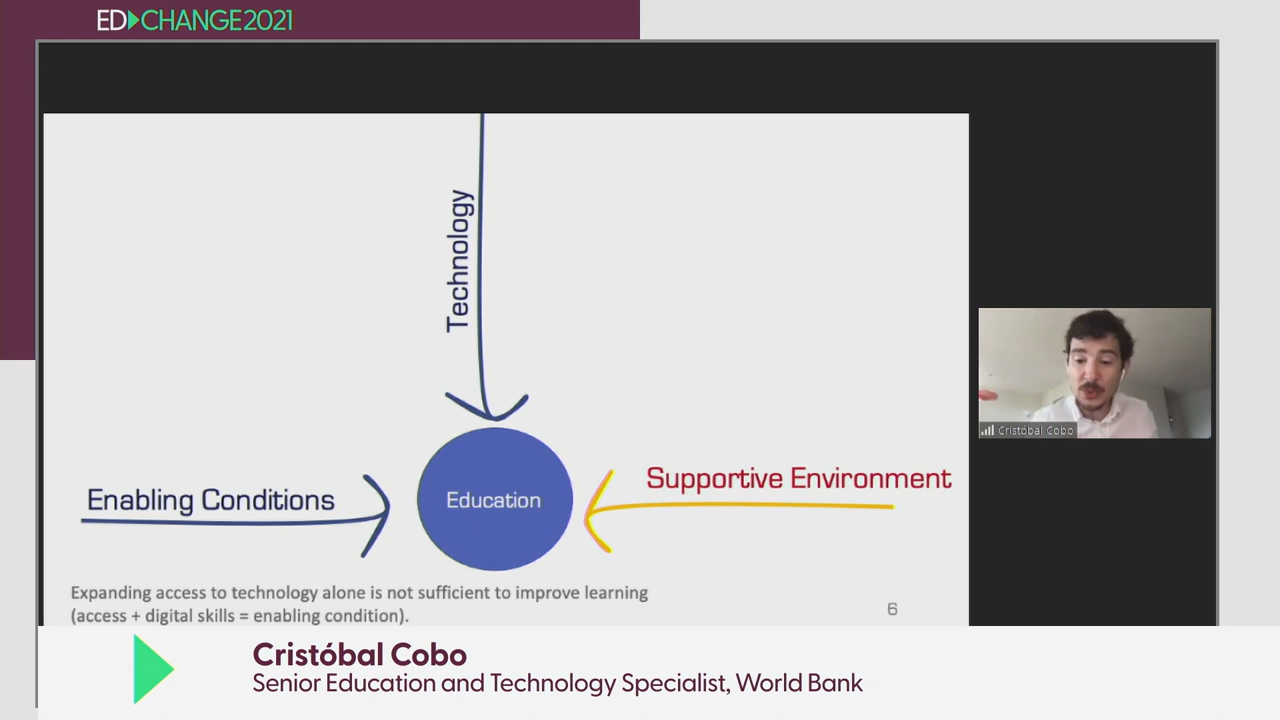 ED CHANGE2021
Technology
Enabling Conditions
Education
Supportive Environment
Expanding access to technology alone is not sufficient to improve learning
(access + digital skills = enabling condition).
6
Cristóbal Cobo
Cristóbal Cobo
Senior Education and Technology Specialist, World Bank